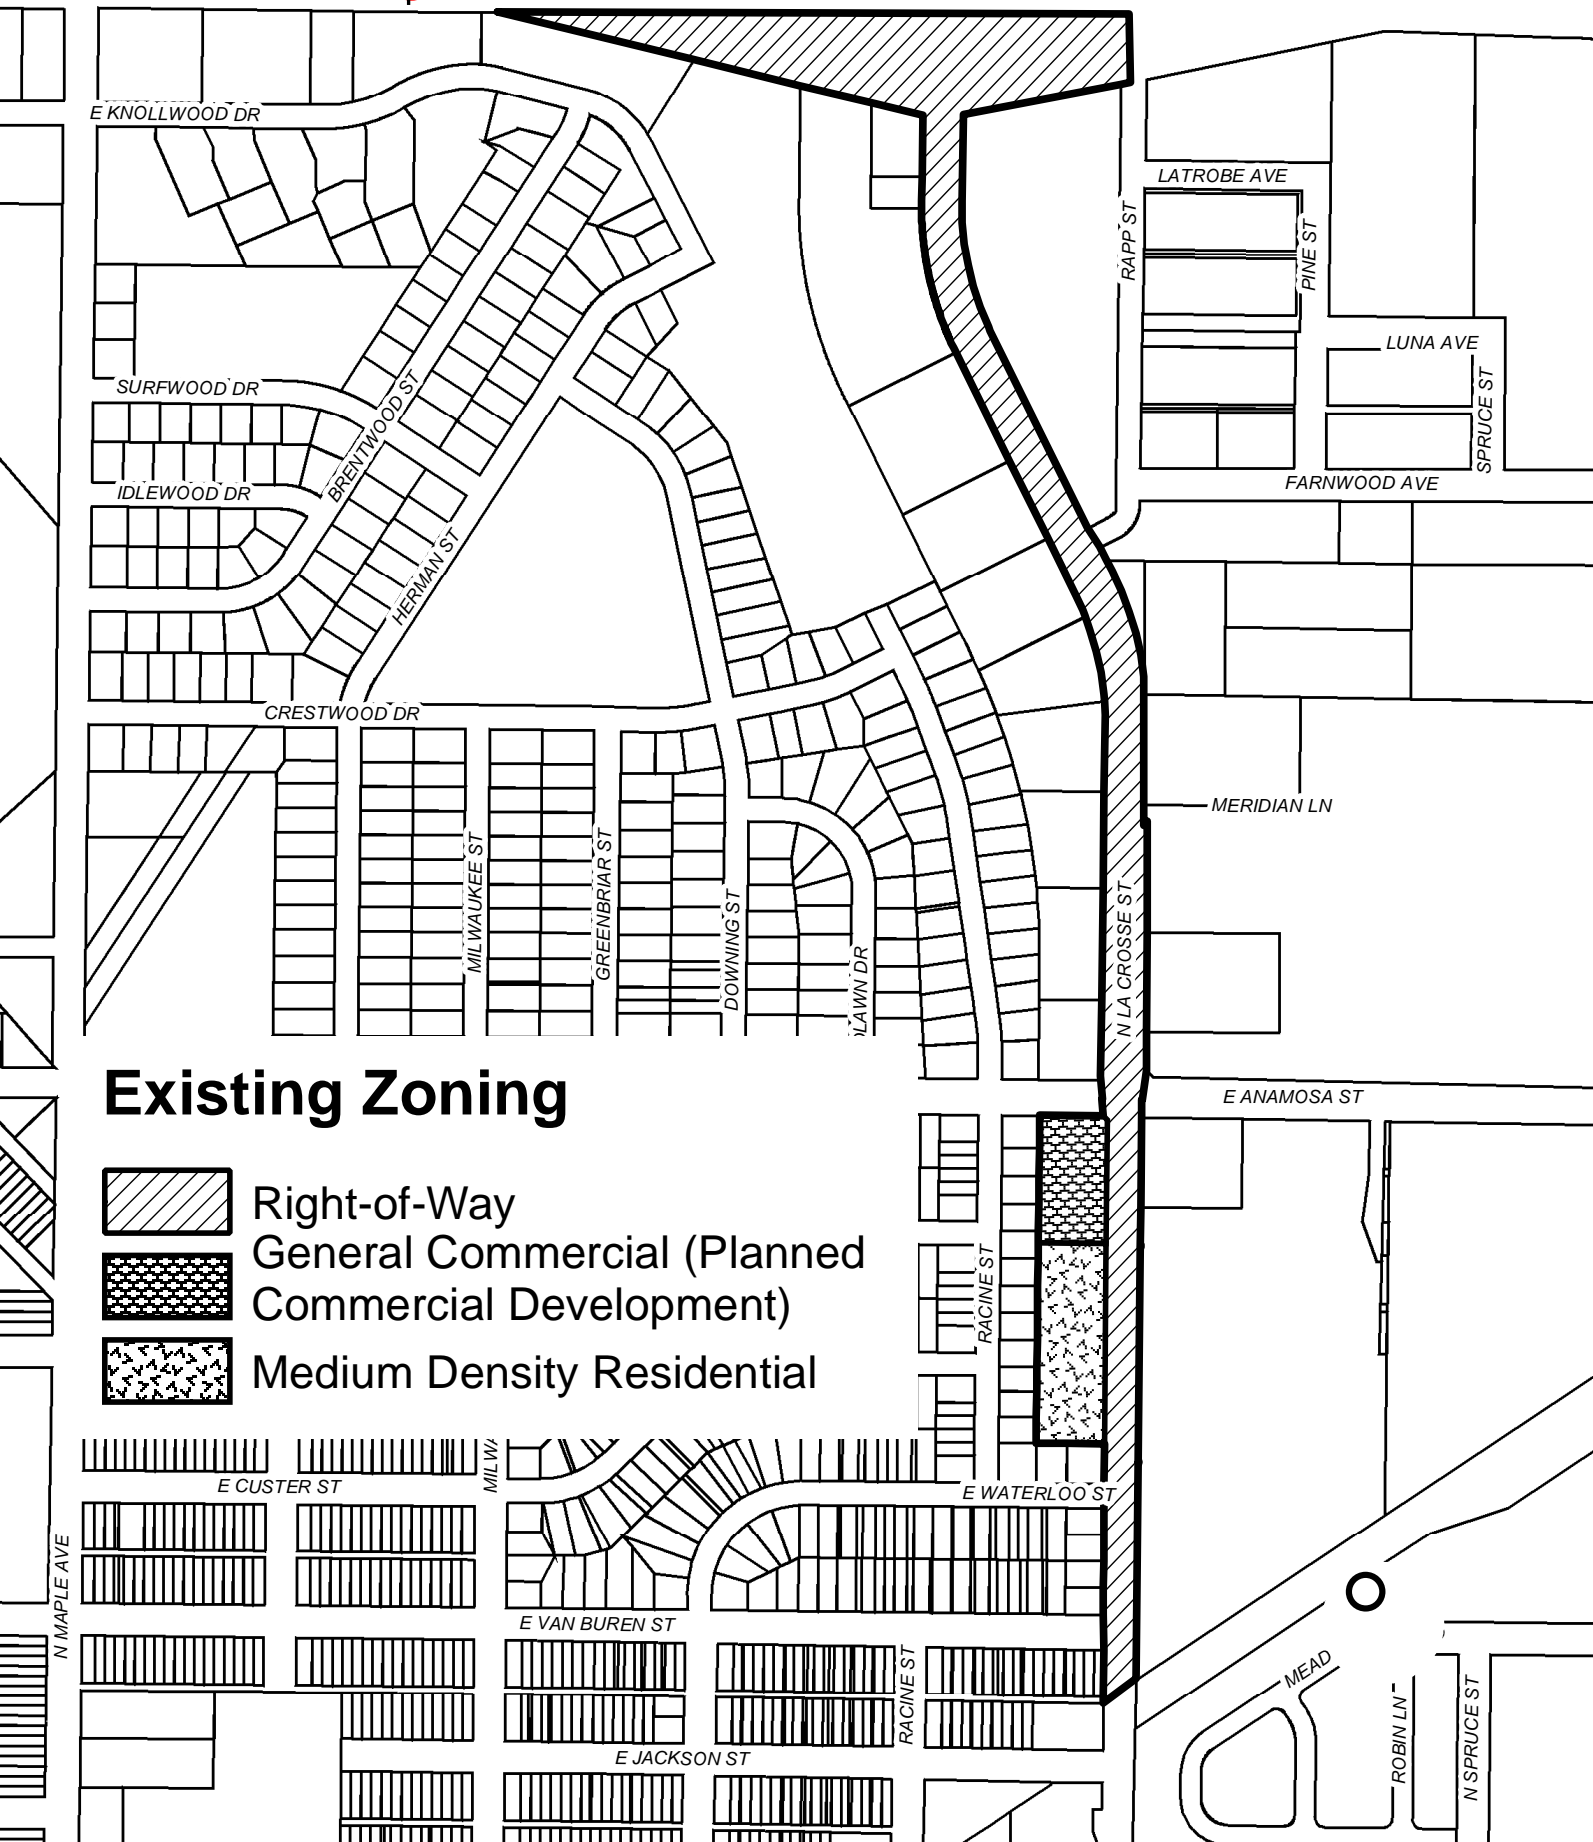 E KNOLLWOOD DR
LATROBE AVE
RAPP ST
PINE ST
LUNA AVE
SURFWOOD DR
BRENTWOOD ST
SPRUCE ST
IDLEWOOD DR
FARNWOOD AVE
HERMAN ST
CRESTWOOD DR
MERIDIAN LN
MILWAUKEE ST
GREENBRIAR ST
DOWNING ST
DLAWN DR
N LA CROSSE ST
Existing Zoning
E ANAMOSA ST
Right-of-Way
General Commercial (Planned
Commercial Development)
RACINE ST
Medium Density Residential
MILWA
E CUSTER ST
E WATERLOO ST
N MAPLE AVE
E VAN BUREN ST
RACINE ST
MEAD
ROBIN LN
N SPRUCE ST
E JACKSON ST